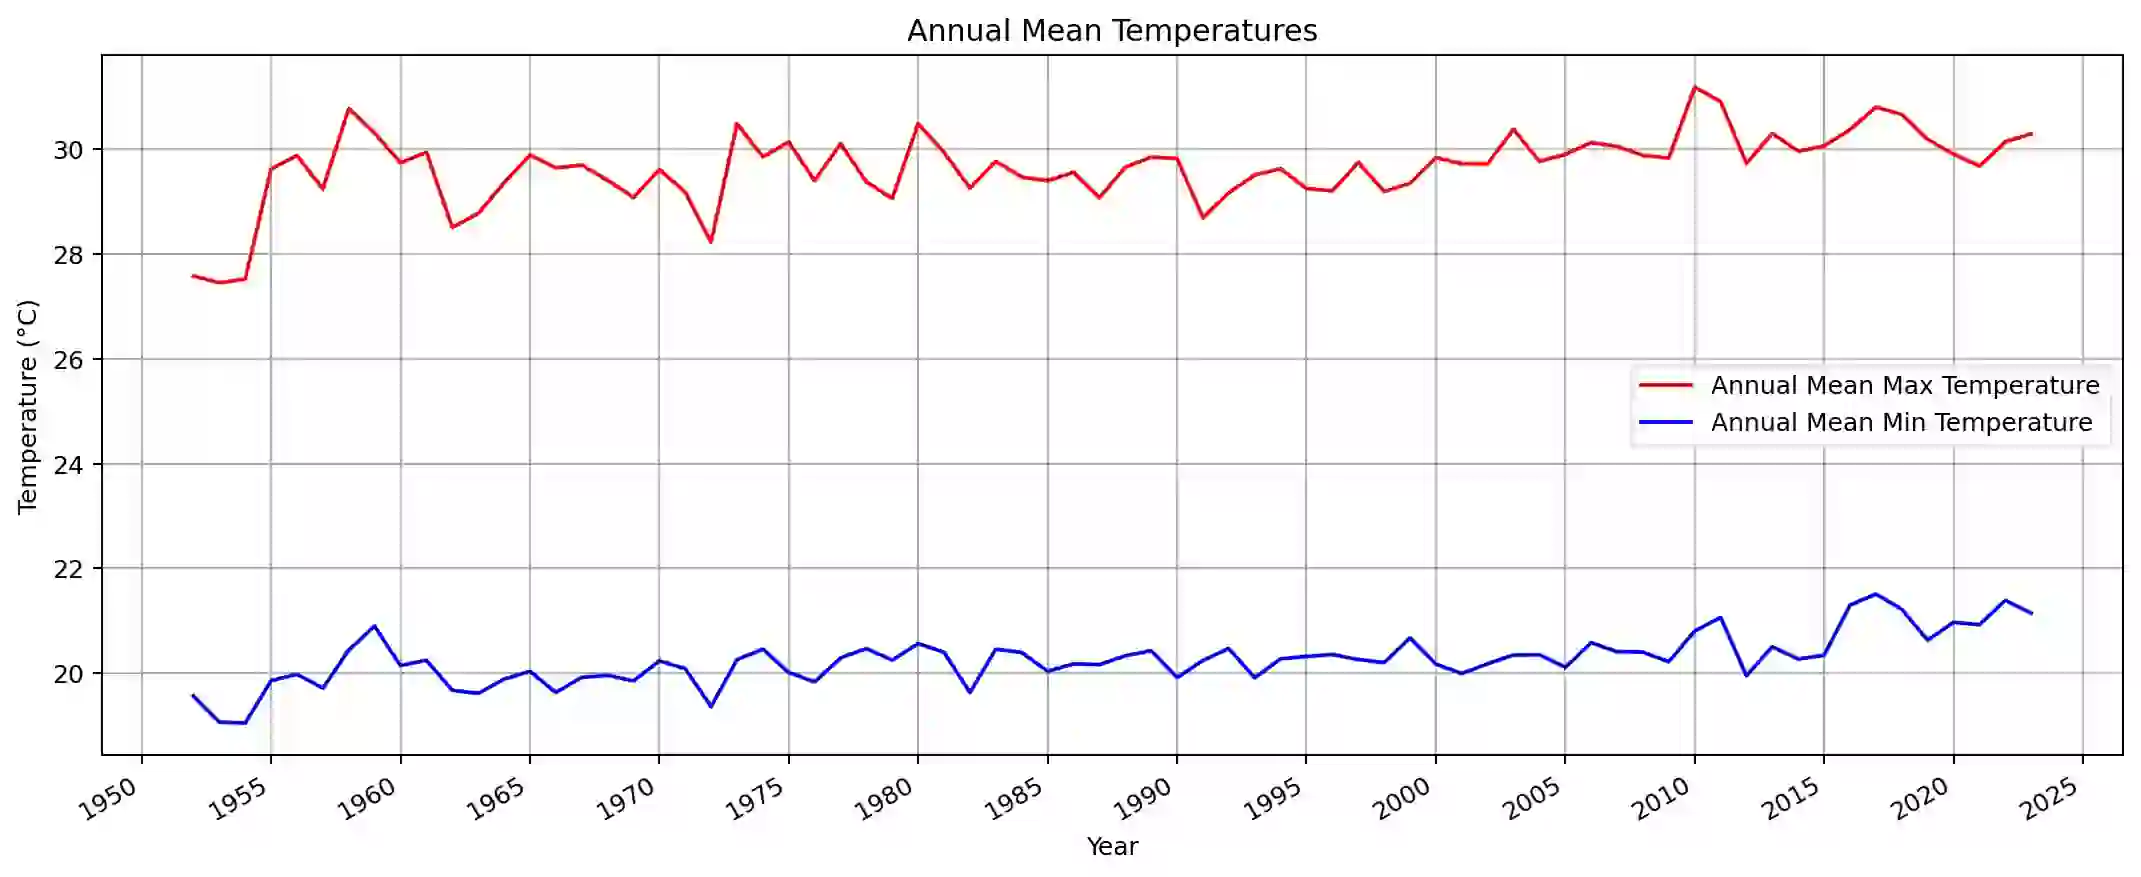 Annual Mean Temperatures
Temperature (°C)
30
28
26
24
22
20
Annual Mean Max Temperature
Annual Mean Min Temperature
1950 1955 1960 1965 1970 1975 1980 1985 1990 1995 2000 2005 2010 2015 2020 2025
Year